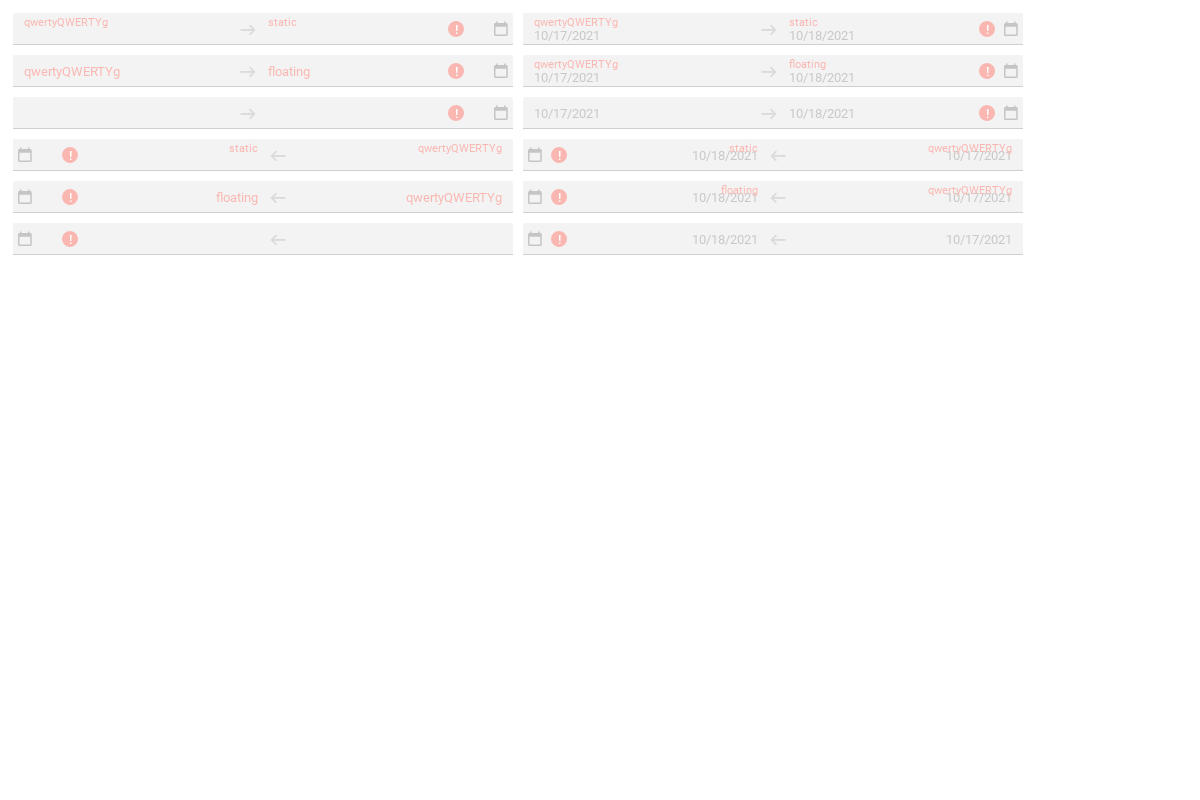 qwertyQWERTYg static qwertyQWERTYg static
10/17/2021 10/18/2021
qwertyQWERTYg floating qwertyQWERTYg floating
10/17/2021 10/18/2021
10/17/2021 10/18/2021
static qwertyQWERTYg static qwertyQWERTYg
10/18/2021 10/17/2021
floating qwertyQWERTYg floating qwertyQWERTYg
10/18/2021 10/17/2021
10/18/2021 10/17/2021